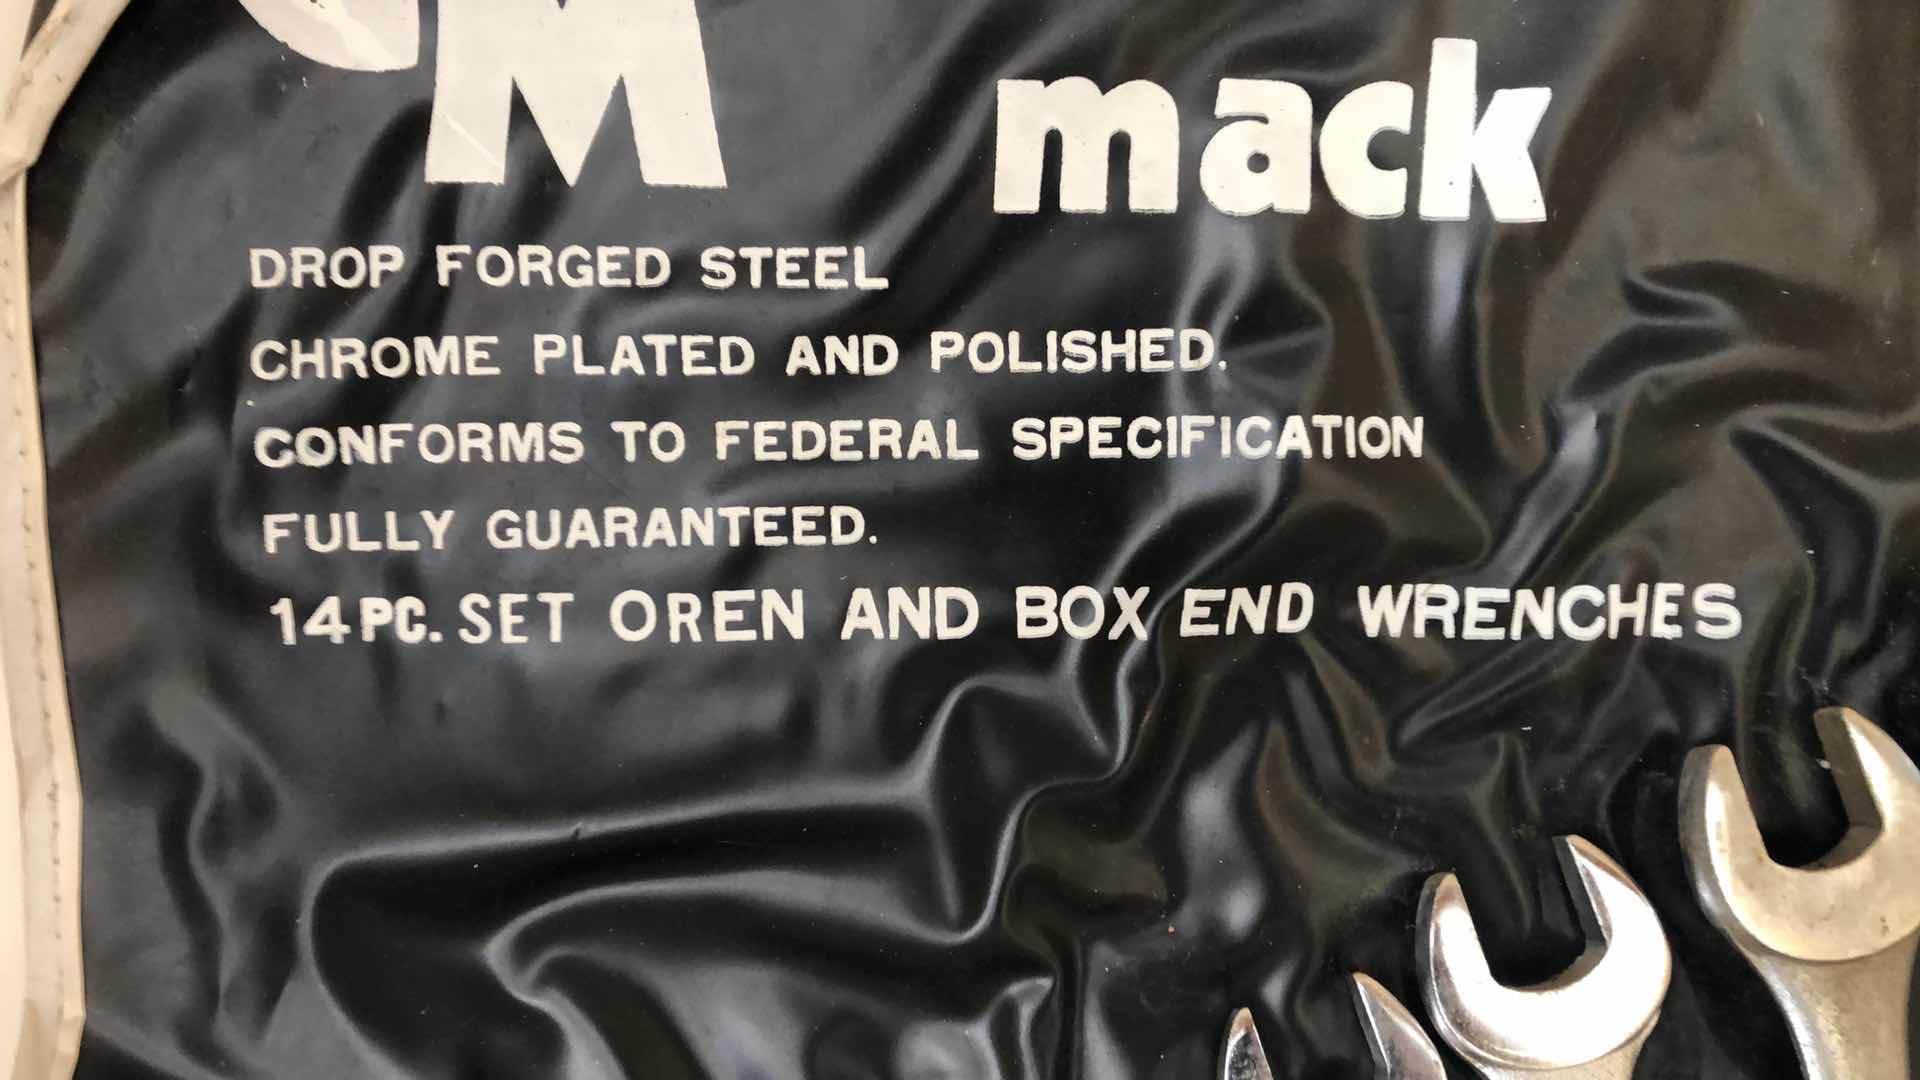 M
mack
DROP FORGED STEEL
CHROME PLATED AND POLISHED.
CONFORMS TO FEDERAL SPECIFICATION
FULLY GUARANTEED.
14 PC. SET OREN AND BOX END WRENCHES